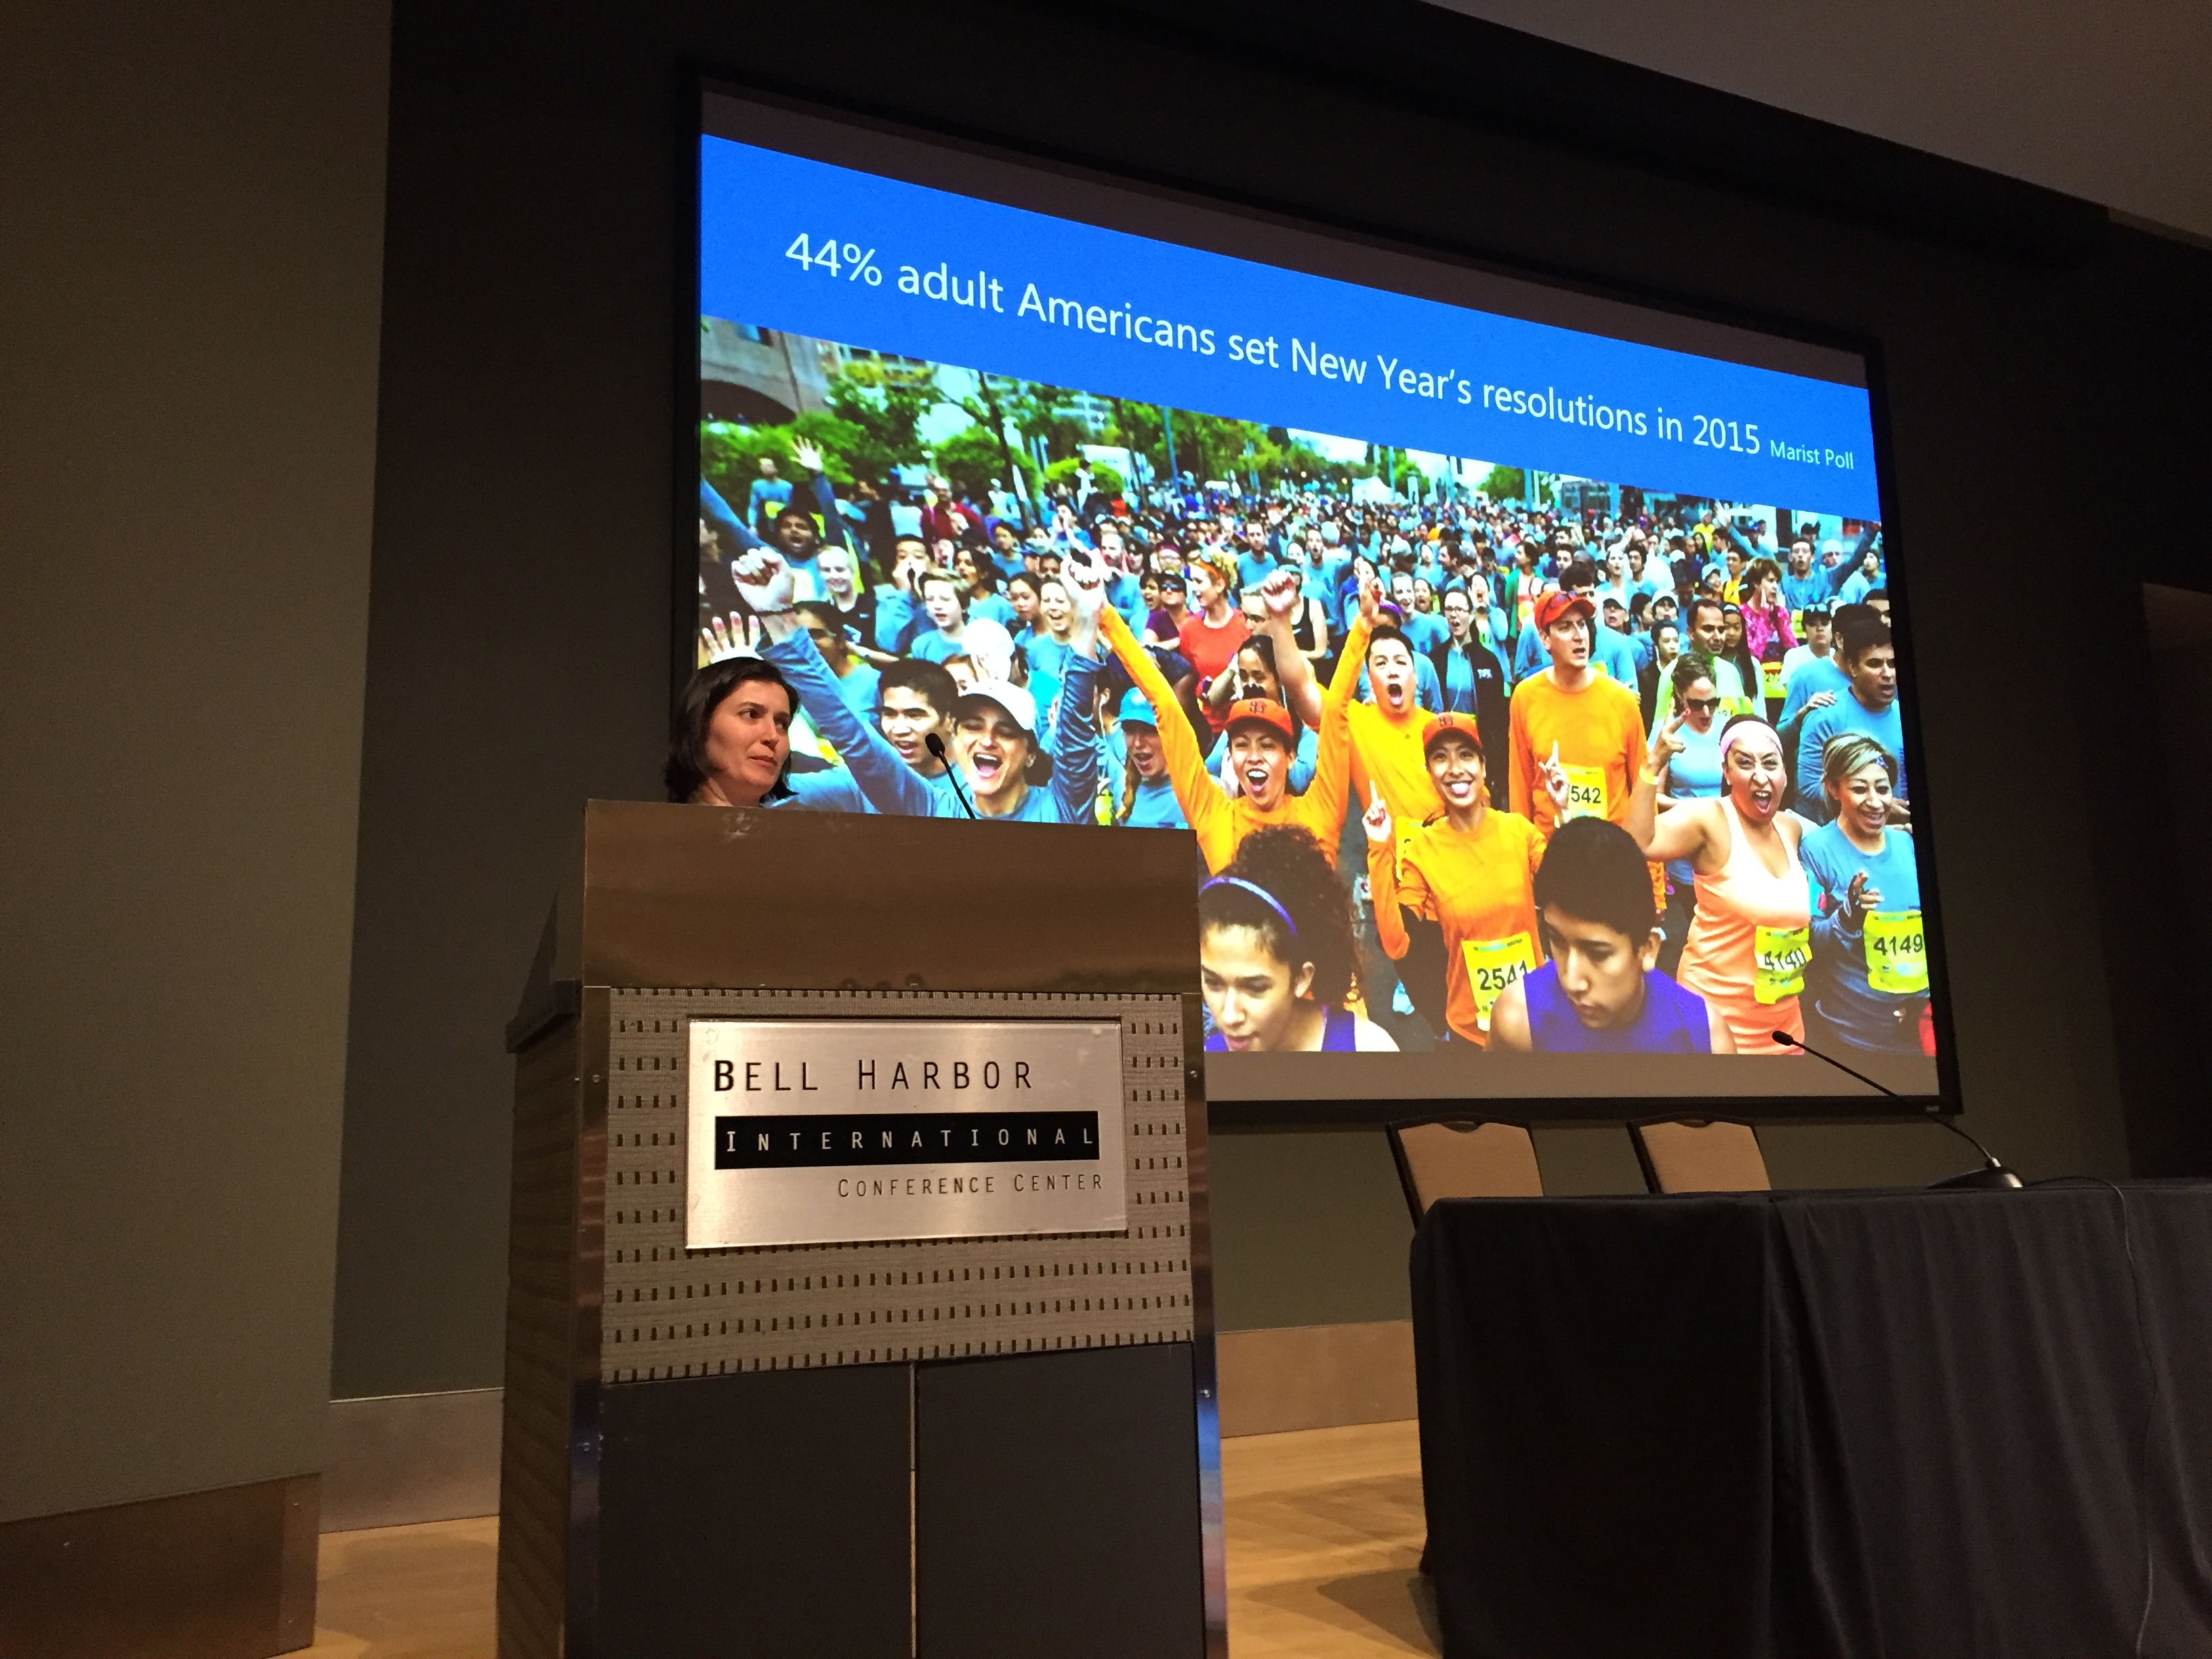 44% adult Americans set New Year's resolutions in 2015 Marist Poll
542
2541
4140
4149
BELL HARBOR
INTERNATIONAL
CONFERENCE CENTER